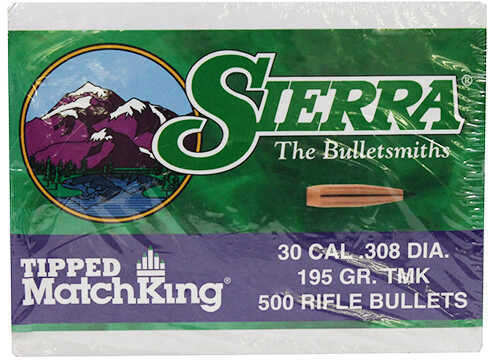 SIERRA®
The Bulletsmiths
TIPPED
MatchKing®
30 CAL .308 DIA.
195 GR. TMK
500 RIFLE BULLETS